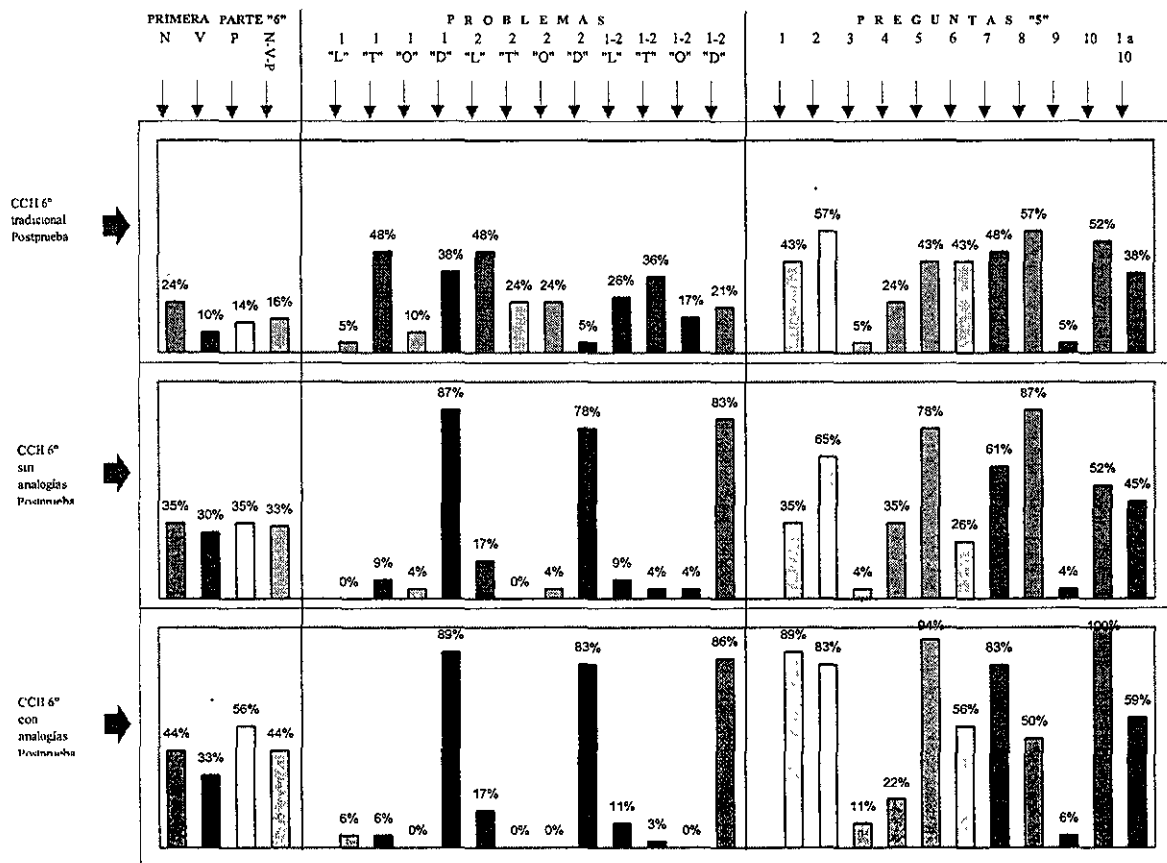 PRIMERA PARTE "6"
N V P N-V-P
P R O B L E M A S
1 1 1 1 2 2 2 2 1-2 1-2 1-2 1-2
"L" "T" "O" "D" "L" "T" "O" "D" "L" "T" "O" "D"
P R E G U N T A S "5"
1 2 3 4 5 6 7 8 9 10 1 a 10
CCH 6º
tradicional
Postprueba
24% 10% 14% 16%
5% 48% 10% 38% 48% 24% 24% 5% 26% 36% 17% 21%
43% 57% 5% 24% 43% 43% 48% 57% 5% 52% 38%
CCH 6º
sin
analogías
Postprueba
35% 30% 35% 33%
0% 9% 4% 87% 17% 0% 4% 78% 9% 4% 4% 83%
35% 65% 4% 35% 78% 26% 61% 87% 4% 52% 45%
CCH 6º
con
analogías
Postprueba
44% 33% 56% 44%
6% 6% 0% 89% 17% 0% 0% 83% 11% 3% 0% 86%
89% 83% 11% 22% 94% 56% 83% 50% 6% 100% 59%